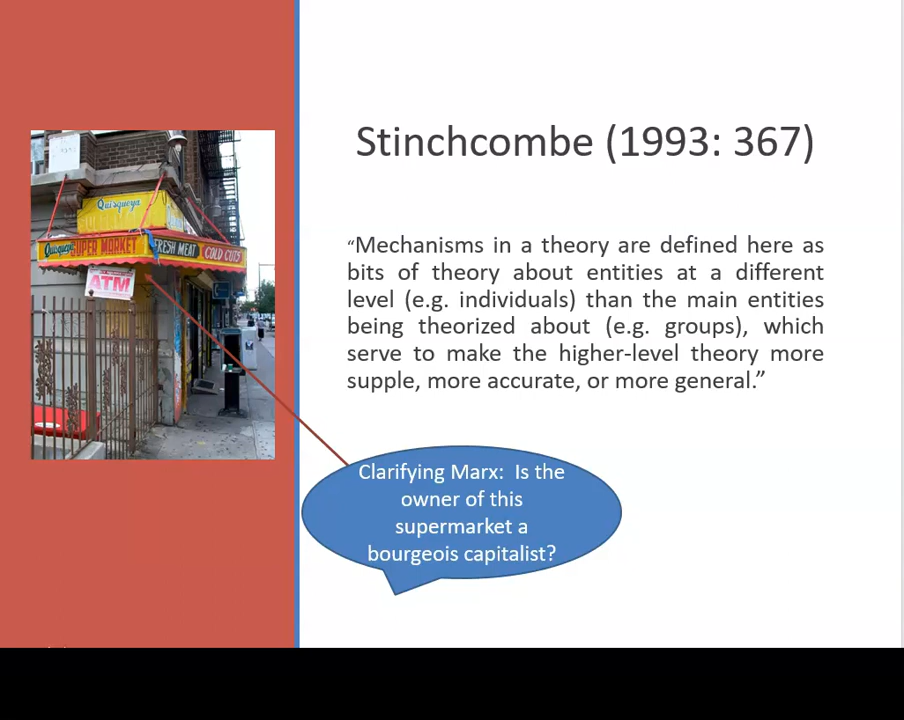 Stinchcombe (1993: 367)
“Mechanisms in a theory are defined here as
bits of theory about entities at a different
level (e.g. individuals) than the main entities
being theorized about (e.g. groups), which
serve to make the higher-level theory more
supple, more accurate, or more general.”
Quisqueya
Quisqueya SUPER MARKET FRESH MEAT COLD CUTS
ATM
Clarifying Marx: Is the
owner of this
supermarket a
bourgeois capitalist?